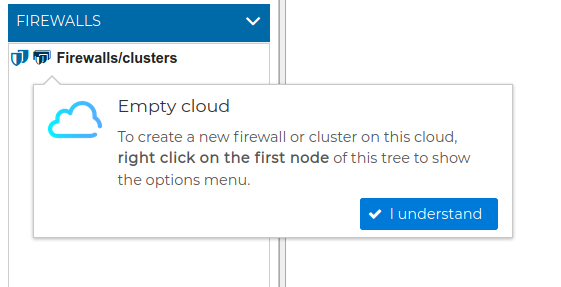 FIREWALLS
Firewalls/clusters
Empty cloud
To create a new firewall or cluster on this cloud,
right click on the first node of this tree to show
the options menu.
I understand